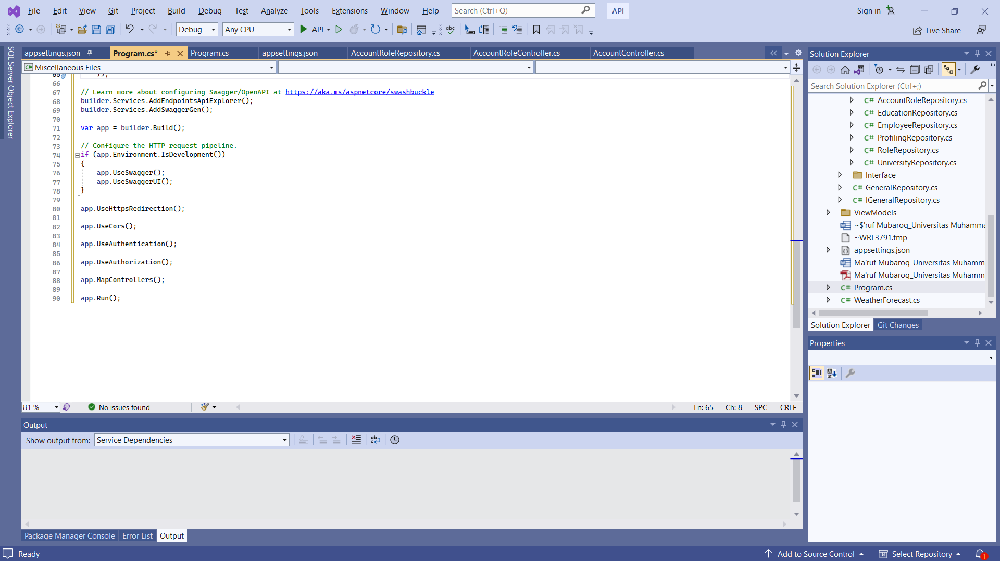 File Edit View Git Project Build Debug Test Analyze Tools Extensions Window Help Search (Ctrl+Q) API Sign in
Debug Any CPU API abc Live Share
SQL Server Object Explorer
appsettings.json Program.cs* Program.cs appsettings.json AccountRoleRepository.cs AccountRoleController.cs AccountController.cs
C# Miscellaneous Files
65 });
66
67 // Learn more about configuring Swagger/OpenAPI at https://aka.ms/aspnetcore/swashbuckle
68 builder.Services.AddEndpointsApiExplorer();
69 builder.Services.AddSwaggerGen();
70
71 var app = builder.Build();
72
73 // Configure the HTTP request pipeline.
74 if (app.Environment.IsDevelopment())
75 {
76 app.UseSwagger();
77 app.UseSwaggerUI();
78 }
79
80 app.UseHttpsRedirection();
81
82 app.UseCors();
83
84 app.UseAuthentication();
85
86 app.UseAuthorization();
87
88 app.MapControllers();
89
90 app.Run();
81 % No issues found Ln: 65 Ch: 8 SPC CRLF
Output
Show output from: Service Dependencies
Package Manager Console Error List Output
Solution Explorer
Search Solution Explorer (Ctrl+;)
C# AccountRoleRepository.cs
C# EducationRepository.cs
C# EmployeeRepository.cs
C# ProfilingRepository.cs
C# RoleRepository.cs
C# UniversityRepository.cs
Interface
C# GeneralRepository.cs
C# IGeneralRepository.cs
ViewModels
~$'ruf Mubaroq_Universitas Muhamma
~WRL3791.tmp
appsettings.json
Ma'ruf Mubaroq_Universitas Muhamm
Ma'ruf Mubaroq_Universitas Muhamm
C# Program.cs
C# WeatherForecast.cs
Solution Explorer Git Changes
Properties
Ready Add to Source Control Select Repository 1